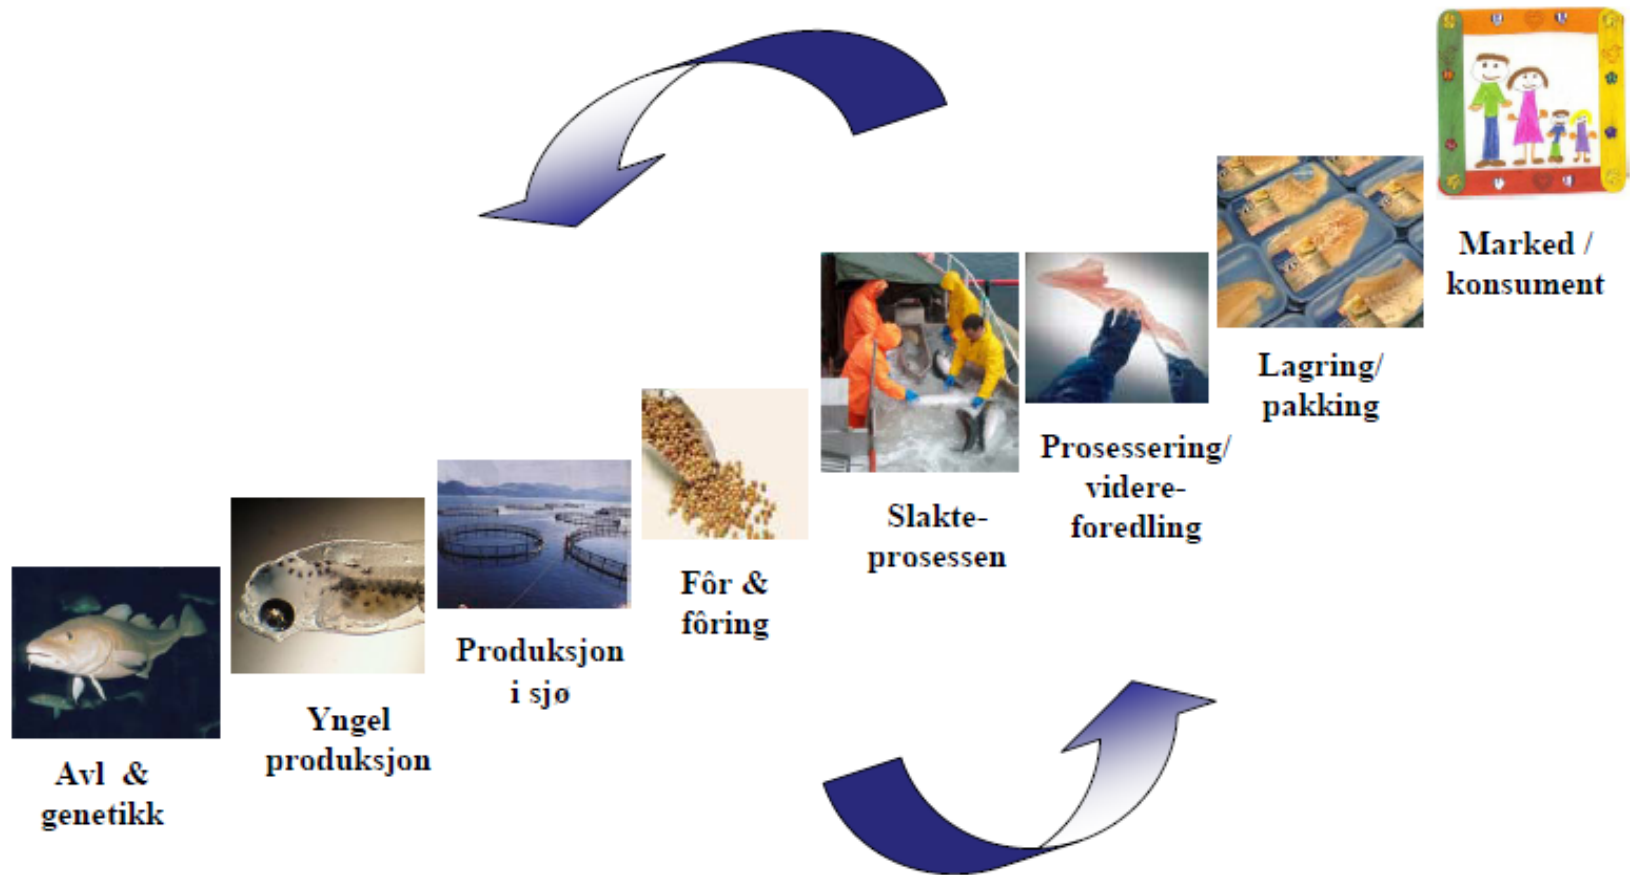 Avl & 
genetikk
Yngel
produksjon
Produksjon
i sjø
Fôr &
fôring
Slakte-
prosessen
Prosessering/
videre-
foredling
Lagring/
pakking
Marked /
konsument